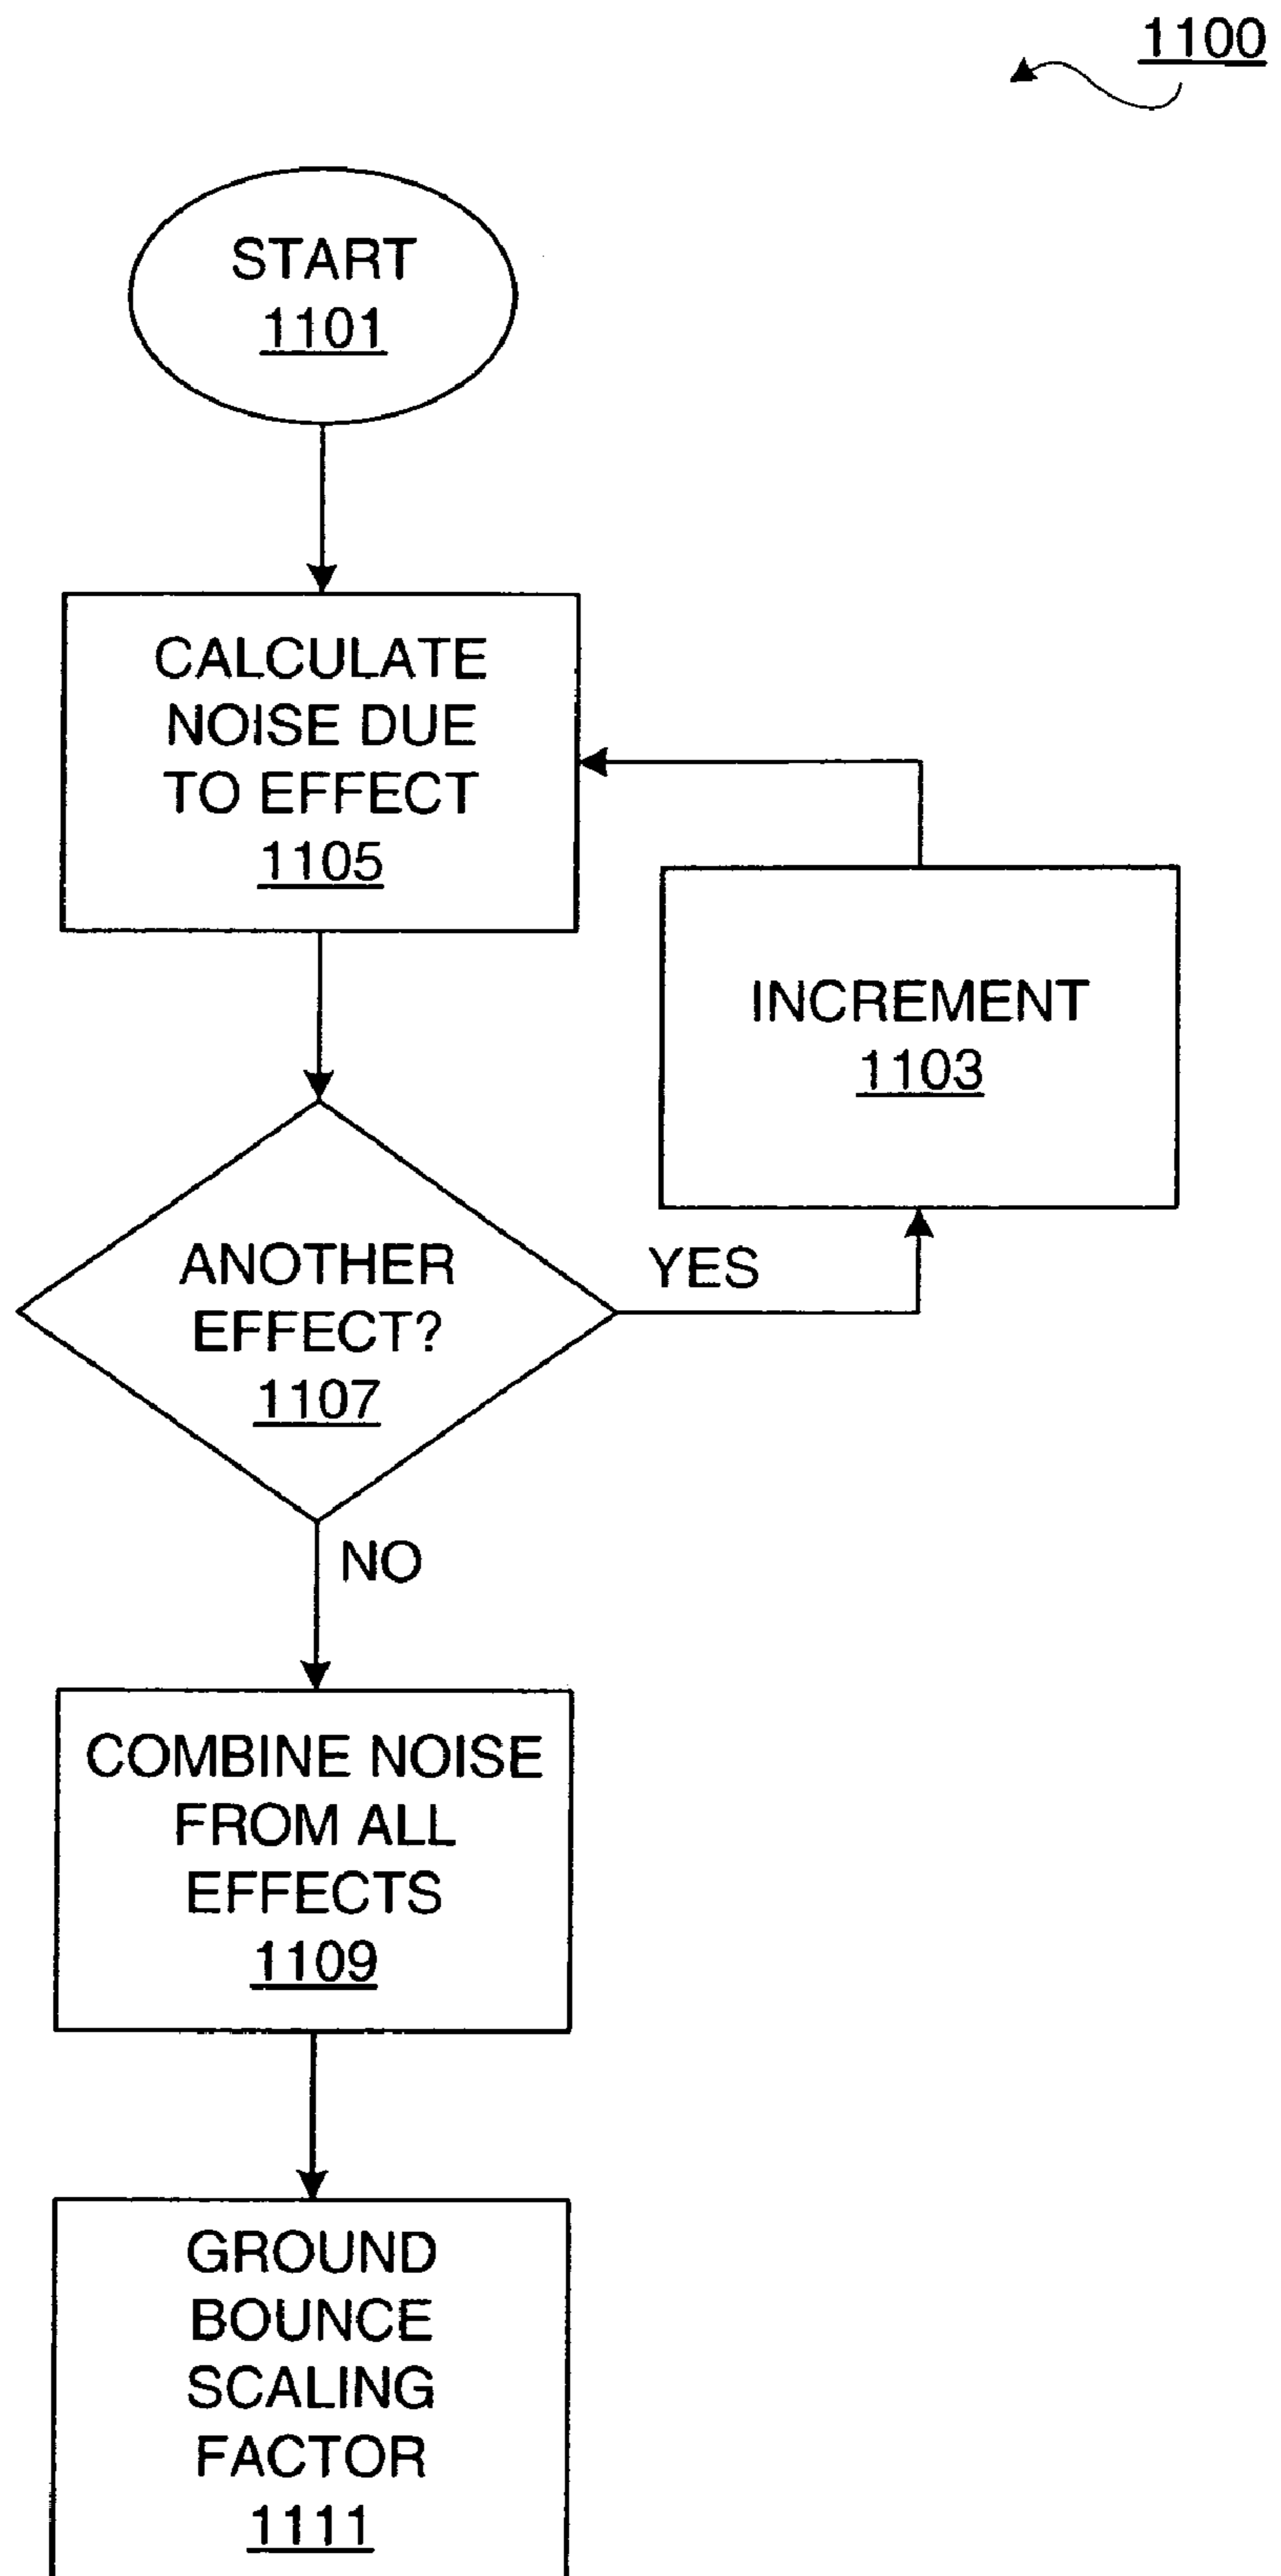 1100
START
1101
CALCULATE
NOISE DUE
TO EFFECT
1105
INCREMENT
1103
ANOTHER
EFFECT?
1107
YES
NO
COMBINE NOISE
FROM ALL
EFFECTS
1109
GROUND
BOUNCE
SCALING
FACTOR
1111